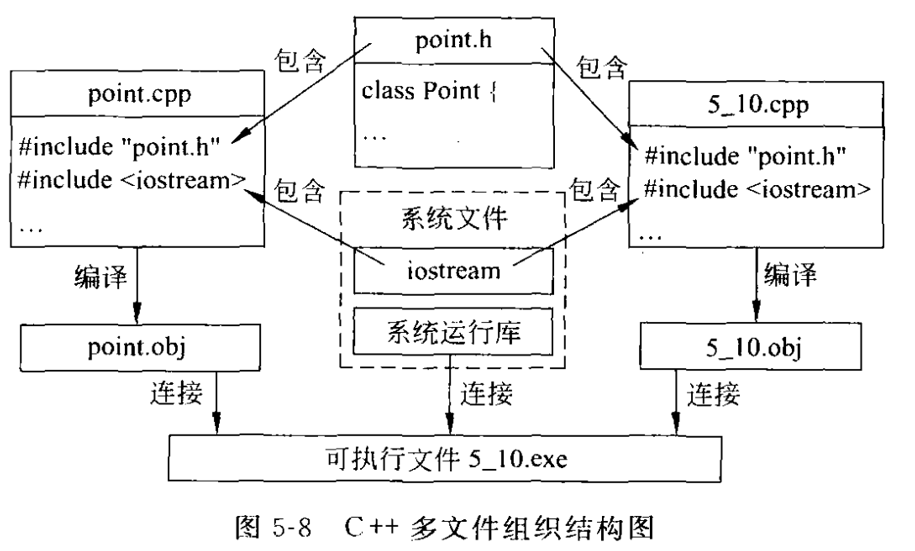 point.h
class Point {
…
包含
包含
point.cpp
#include "point.h"
#include <iostream>
…
5_10.cpp
#include "point.h"
#include <iostream>
…
包含
包含
系统文件
iostream
系统运行库
编译
编译
point.obj
5_10.obj
连接
连接
连接
可执行文件 5_10.exe
图 5-8 C++ 多文件组织结构图